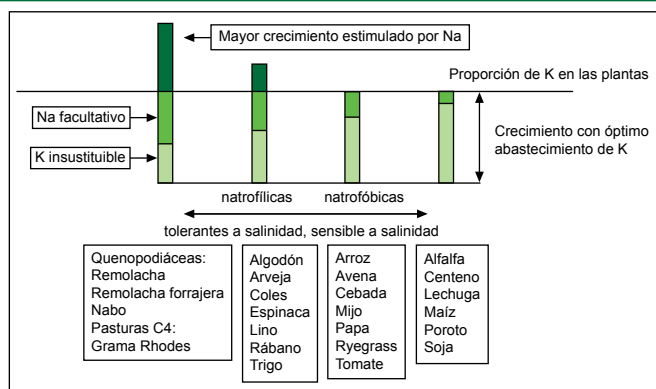 Mayor crecimiento estimulado por Na
Proporción de K en las plantas
Na facultativo
K insustituible
Crecimiento con óptimo
abastecimiento de K
natrofílicas
natrofóbicas
tolerantes a salinidad, sensible a salinidad
Quenopodiáceas:
Remolacha
Remolacha forrajera
Nabo
Pasturas C4:
Grama Rhodes
Algodón
Arveja
Coles
Espinaca
Lino
Rábano
Trigo
Arroz
Avena
Cebada
Mijo
Papa
Ryegrass
Tomate
Alfalfa
Centeno
Lechuga
Maíz
Poroto
Soja